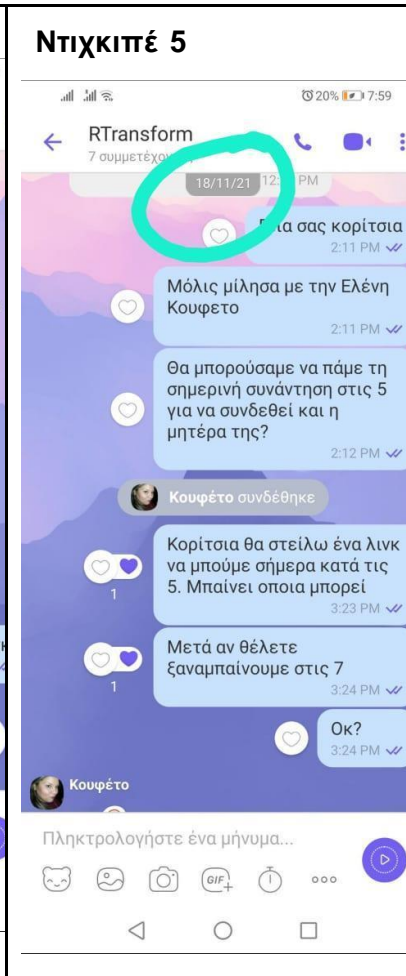 Ντιχκιπέ 5
20% 7:59
RTransform
7
18/11/21 PM
σας κορίτσια
2:11 PM
Μόλις μίλησα με την Ελένη
Κουφετο
2:11 PM
Θα μπορούσαμε να πάμε τη
σημερινή συνάντηση στις 5
για να συνδεθεί και η
μητέρα της?
2:12 PM
Κουφέτο συνδέθηκε
Κορίτσια θα στείλω ένα λινκ
να μπούμε σήμερα κατά τις
5. Μπαίνει οποια μπορεί
1
3:23 PM
Μετά αν θέλετε
ξαναμπαίνουμε στις 7
1
3:24 PM
Οκ?
3:24 PM
Κουφέτο
Πληκτρολογήστε ένα μήνυμα...
GIF